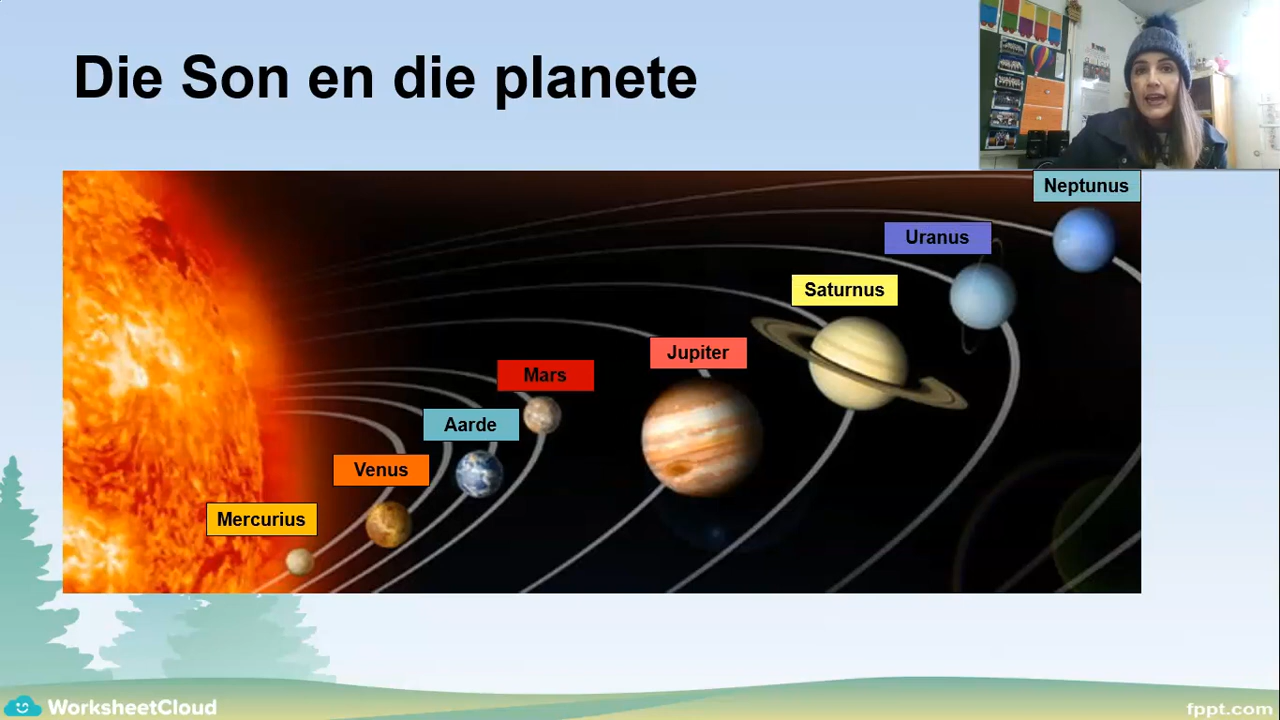 Die Son en die planete
Neptunus
Uranus
Saturnus
Jupiter
Mars
Aarde
Venus
Mercurius
WorksheetCloud
fppt.com